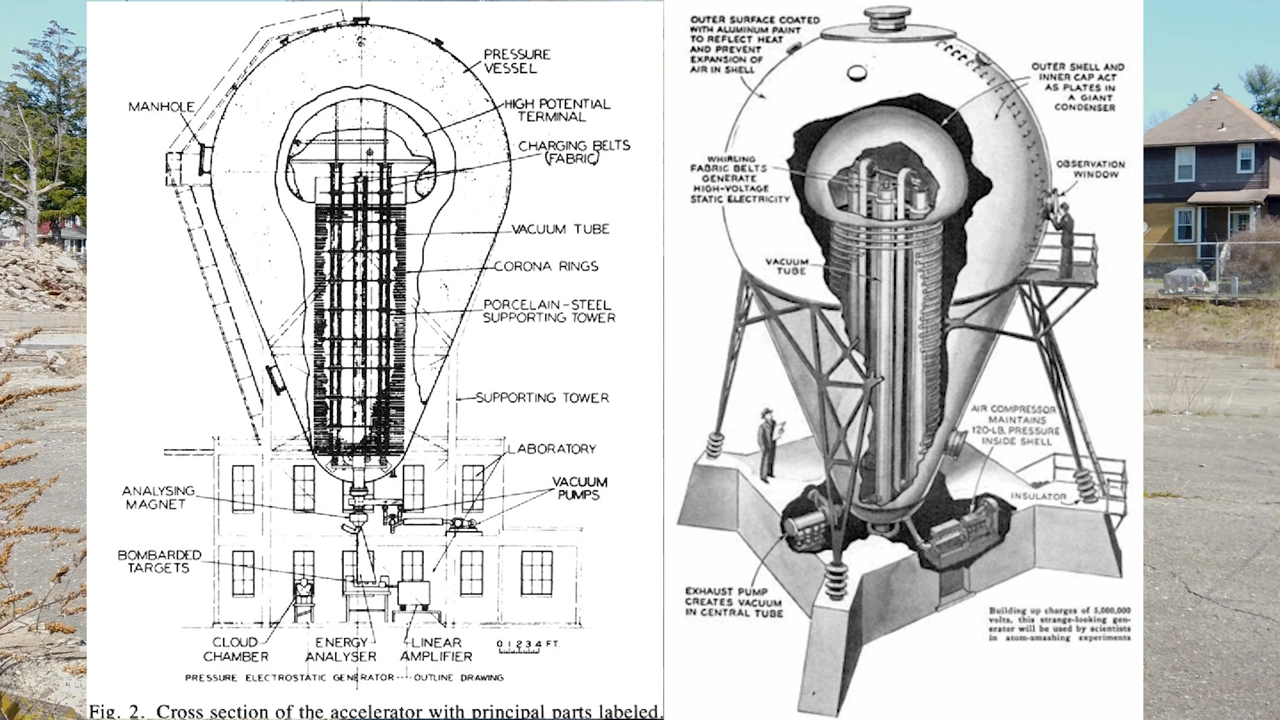 PRESSURE
VESSEL
MANHOLE
HIGH POTENTIAL
TERMINAL
CHARGING BELTS
(FABRIC)
VACUUM TUBE
CORONA RINGS
PORCELAIN-STEEL
SUPPORTING TOWER
SUPPORTING TOWER
LABORATORY
VACUUM
PUMPS
ANALYSING
MAGNET
BOMBARDED
TARGETS
CLOUD
CHAMBER
ENERGY
ANALYSER
LINEAR
AMPLIFIER
0 1 2 3 4 FT.
PRESSURE ELECTROSTATIC GENERATOR---OUTLINE DRAWING
Fig. 2. Cross section of the accelerator with principal parts labeled.
OUTER SURFACE COATED
WITH ALUMINUM PAINT
TO REFLECT HEAT
AND PREVENT
EXPANSION OF
AIR IN SHELL
OUTER SHELL AND
INNER CAP ACT
AS PLATES IN
A GIANT
CONDENSER
WHIRLING
FABRIC BELTS
GENERATE
HIGH-VOLTAGE
STATIC ELECTRICITY
OBSERVATION
WINDOW
VACUUM
TUBE
AIR COMPRESSOR
MAINTAINS
120-LB. PRESSURE
INSIDE SHELL
INSULATOR
EXHAUST PUMP
CREATES VACUUM
IN CENTRAL TUBE
Building up charges of 5,000,000
volts, this strange-looking gen-
erator will be used by scientists
in atom-smashing experiments